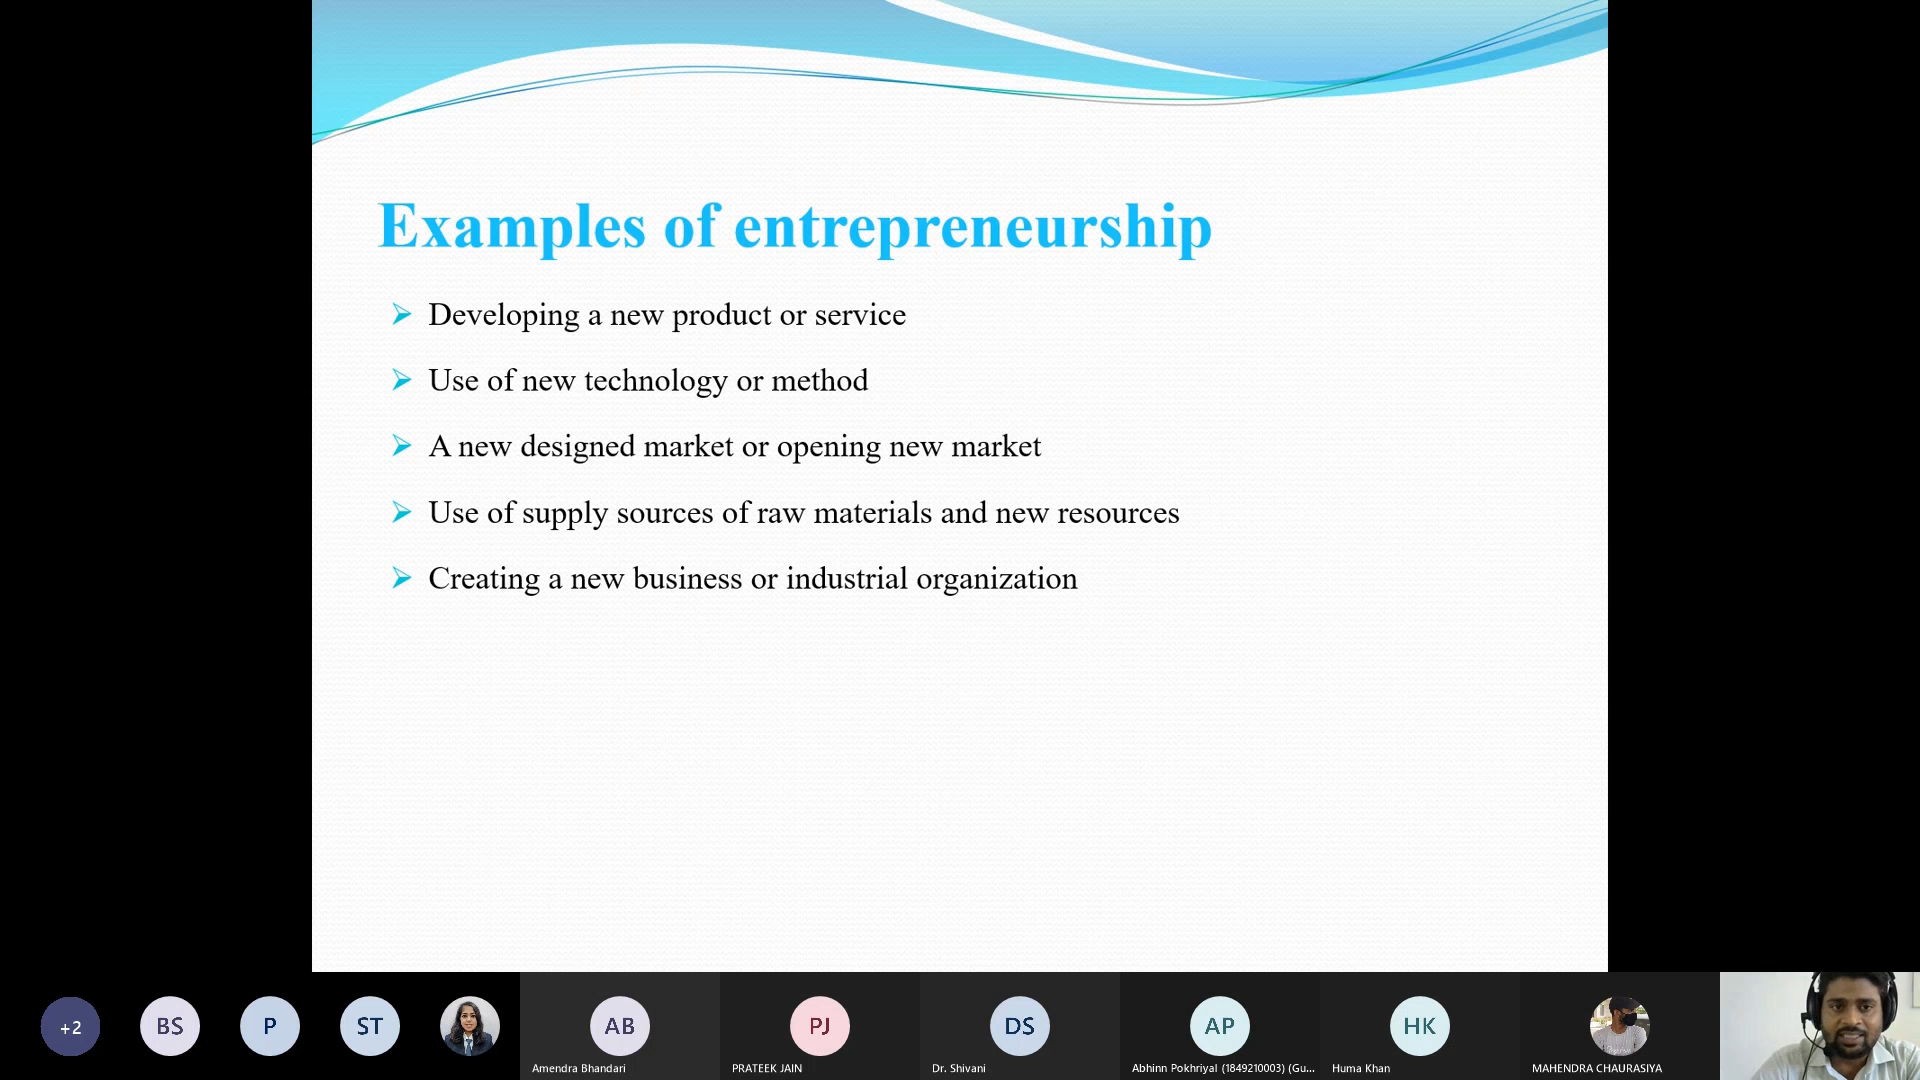 Examples of entrepreneurship
Developing a new product or service
Use of new technology or method
A new designed market or opening new market
Use of supply sources of raw materials and new resources
Creating a new business or industrial organization
+2
BS
P
ST
AB
PJ
DS
AP
HK
Amendra Bhandari
PRATEEK JAIN
Dr. Shivani
Abhinn Pokhriyal (1849210003) (Gu...
Huma Khan
MAHENDRA CHAURASIYA